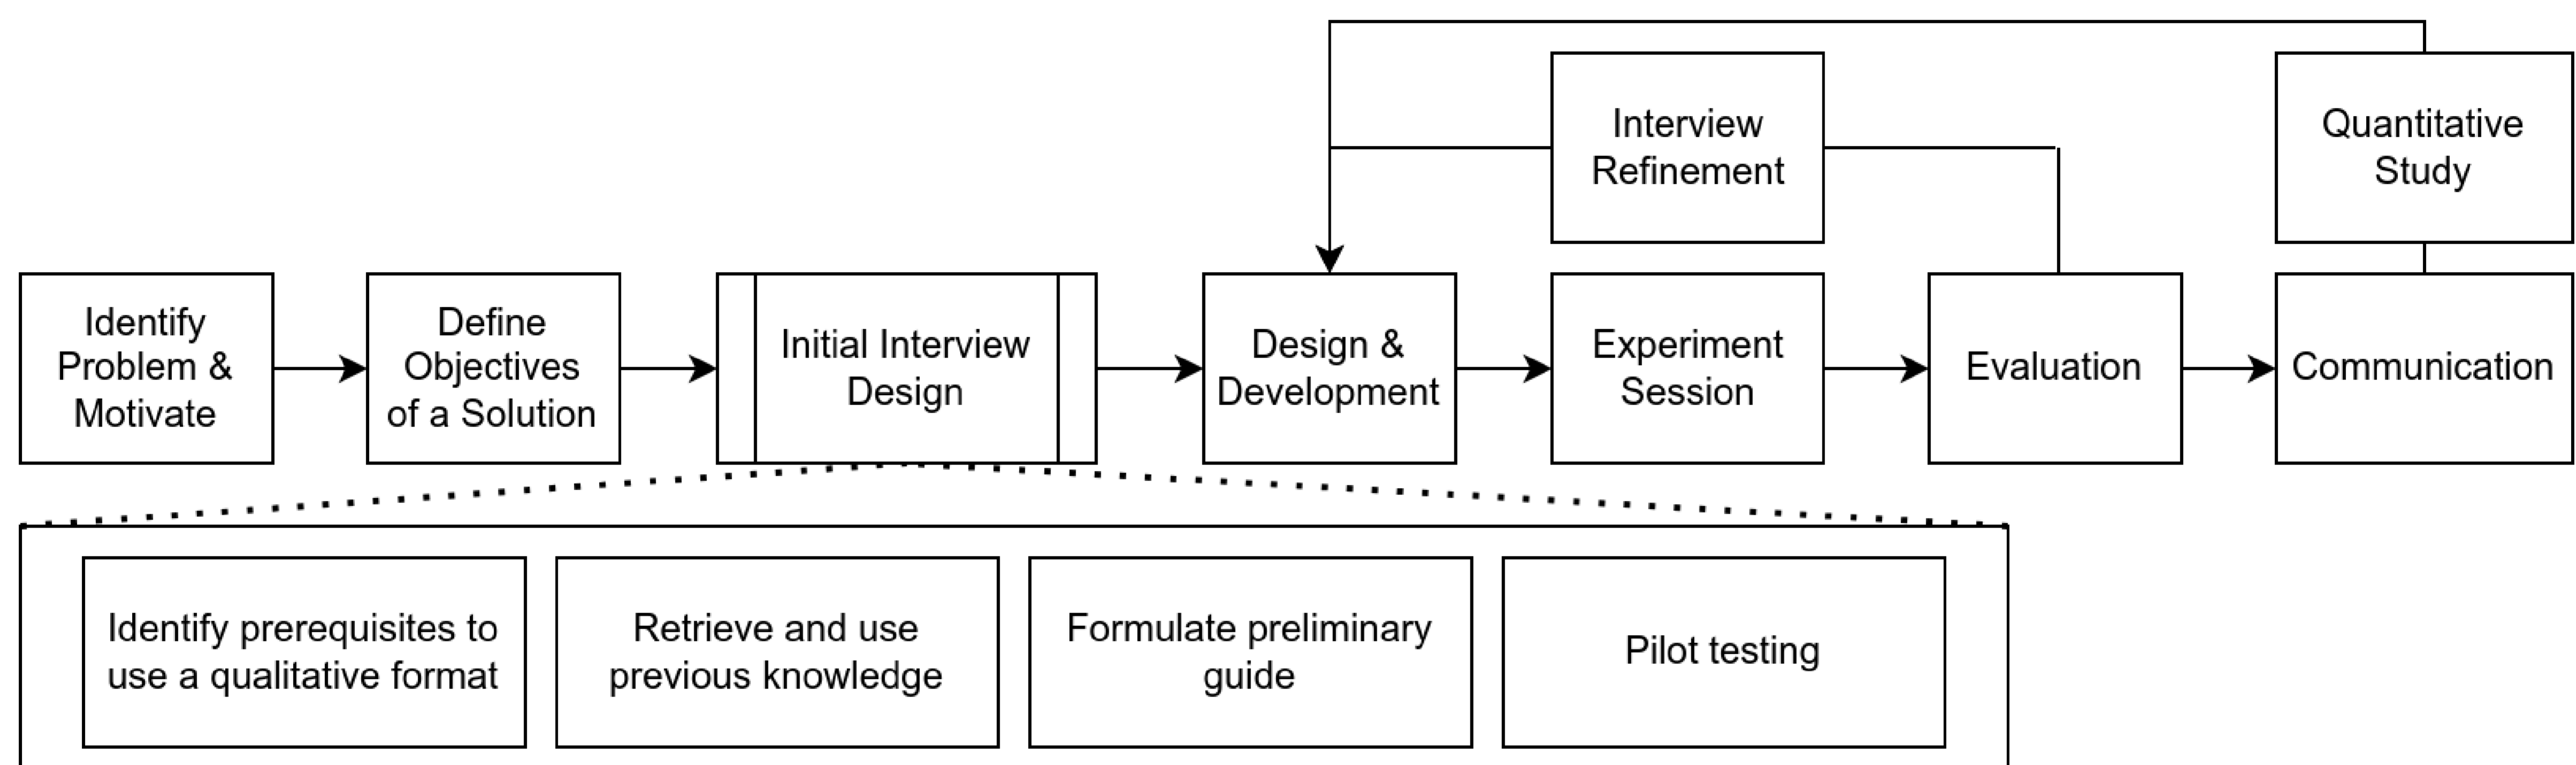 Interview
Refinement
Quantitative
Study
Identify
Problem &
Motivate
Define
Objectives
of a Solution
Initial Interview
Design
Design &
Development
Experiment
Session
Evaluation
Communication
Identify prerequisites to
use a qualitative format
Retrieve and use
previous knowledge
Formulate preliminary
guide
Pilot testing